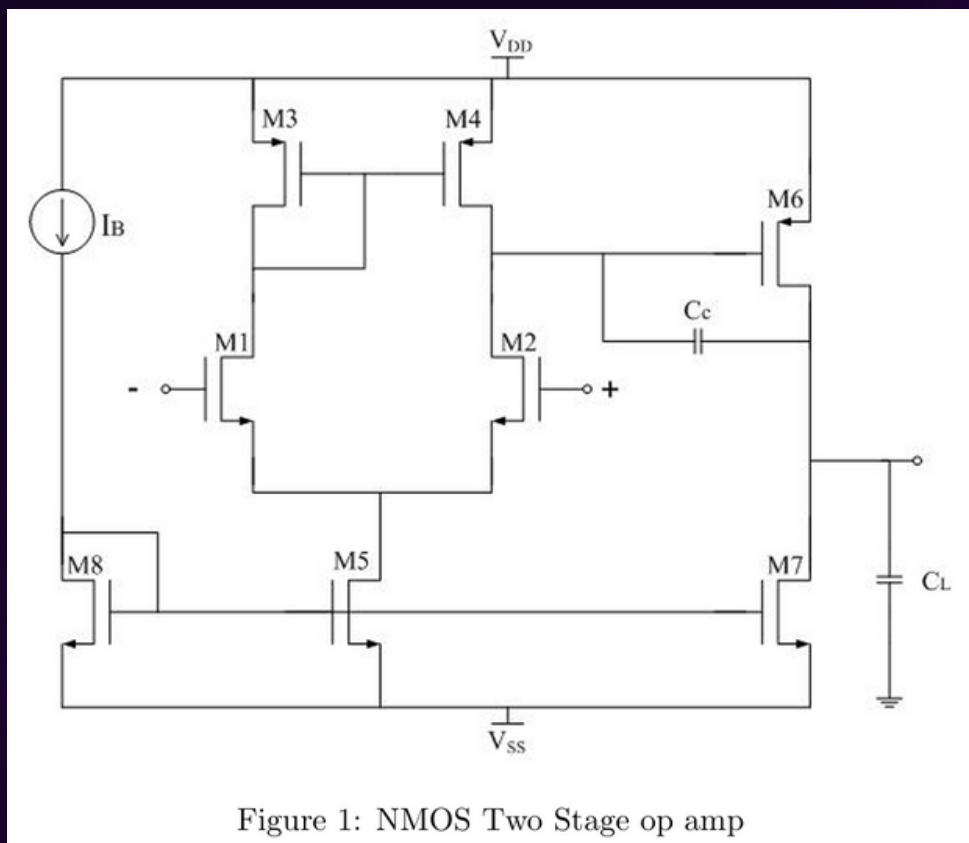 VDD
M3
M4
M6
IB
Cc
M1
M2
-
+
M8
M5
M7
CL
VSS
Figure 1: NMOS Two Stage op amp